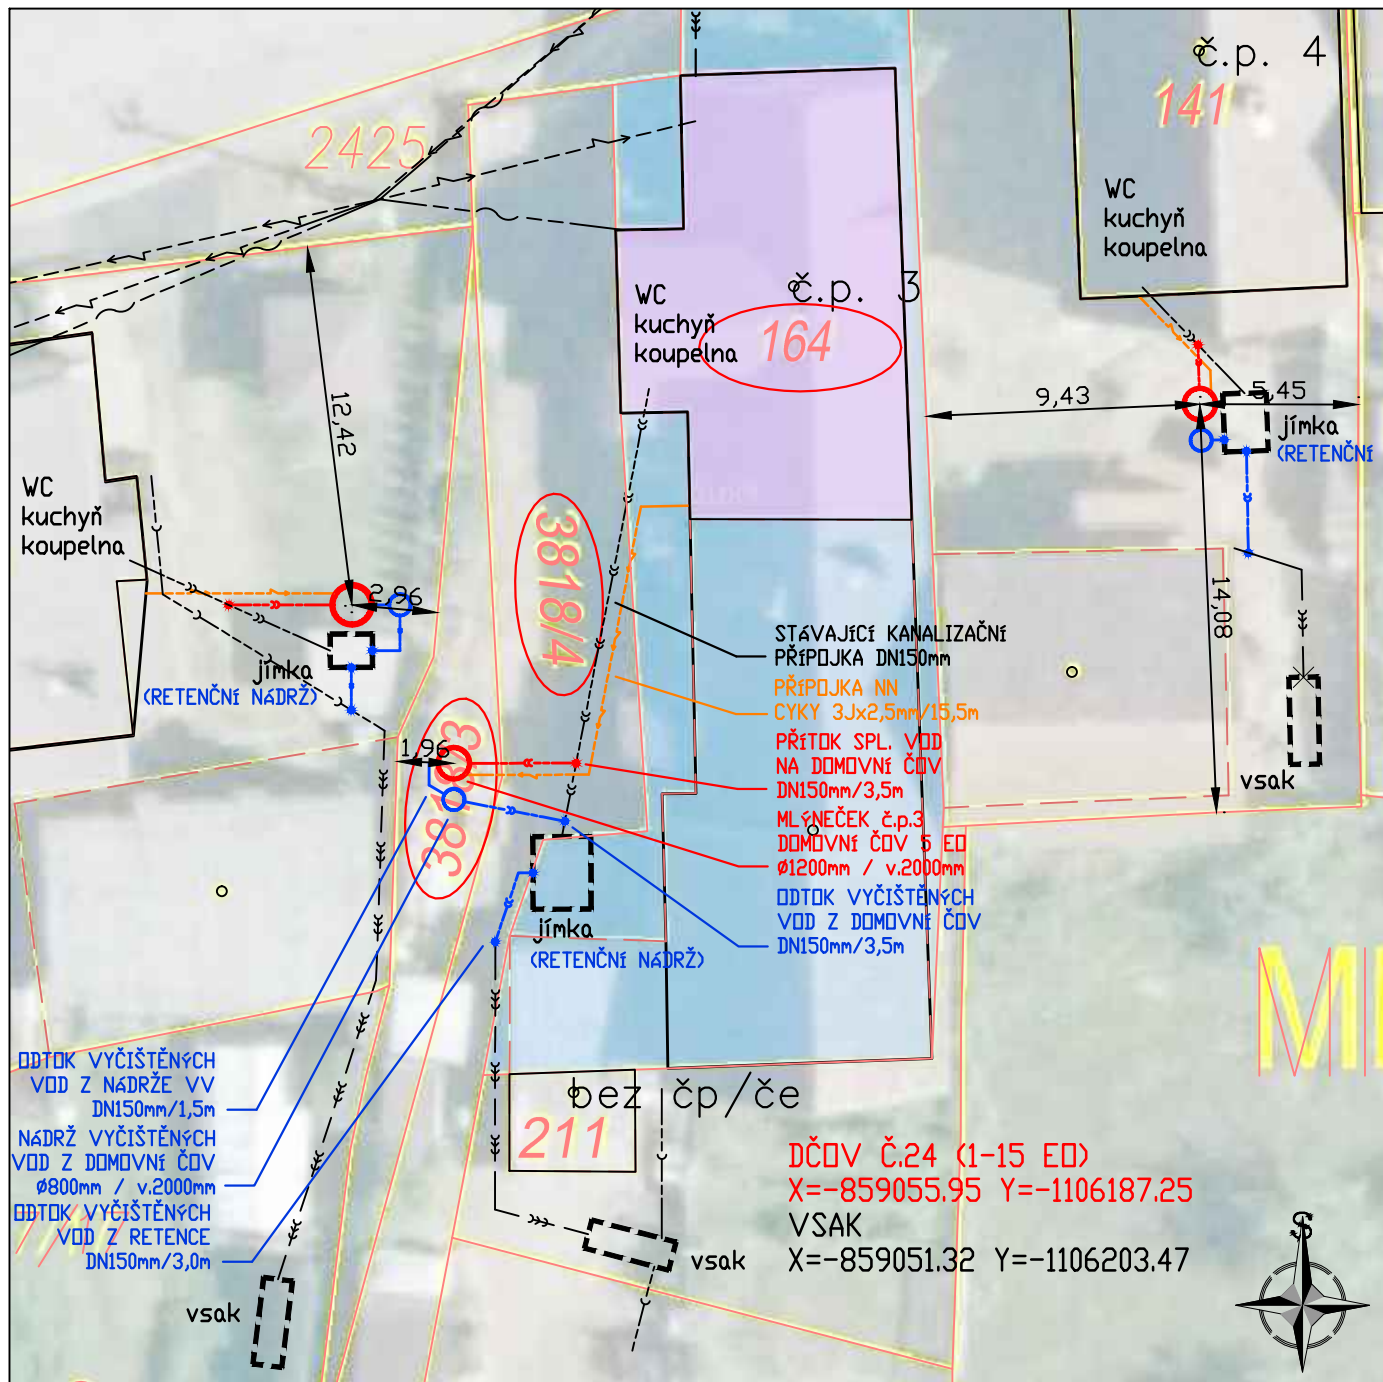 č.p. 4
141
2425
WC
kuchyň
koupelna
č.p. 3
WC
kuchyň
koupelna
164
12,42
9,43
5,45
jímka
(RETENČNÍ
WC
kuchyň
koupelna
3818/4
2,96
14,08
STÁVAJÍCÍ KANALIZAČNÍ
PŘÍPOJKA DN150mm
jímka
(RETENČNÍ NÁDRŽ)
PŘÍPOJKA NN
CYKY 3Jx2,5mm/15,5m
1,96
PŘÍTOK SPL. VOD
NA DOMOVNÍ ČOV
DN150mm/3,5m
vsak
MLÝNEČEK č.p.3
DOMOVNÍ ČOV 5 EO
Ø1200mm / v.2000mm
ODTOK VYČIŠTĚNÝCH
VOD Z DOMOVNÍ ČOV
DN150mm/3,5m
jímka
(RETENČNÍ NÁDRŽ)
ODTOK VYČIŠTĚNÝCH
VOD Z NÁDRŽE VV
DN150mm/1,5m
NÁDRŽ VYČIŠTĚNÝCH
VOD Z DOMOVNÍ ČOV
Ø800mm / v.2000mm
ODTOK VYČIŠTĚNÝCH
VOD Z RETENCE
DN150mm/3,0m
bez čp/če
211
DČOV Č.24 (1-15 EO)
X=-859055.95 Y=-1106187.25
VSAK
X=-859051.32 Y=-1106203.47
vsak
vsak
S